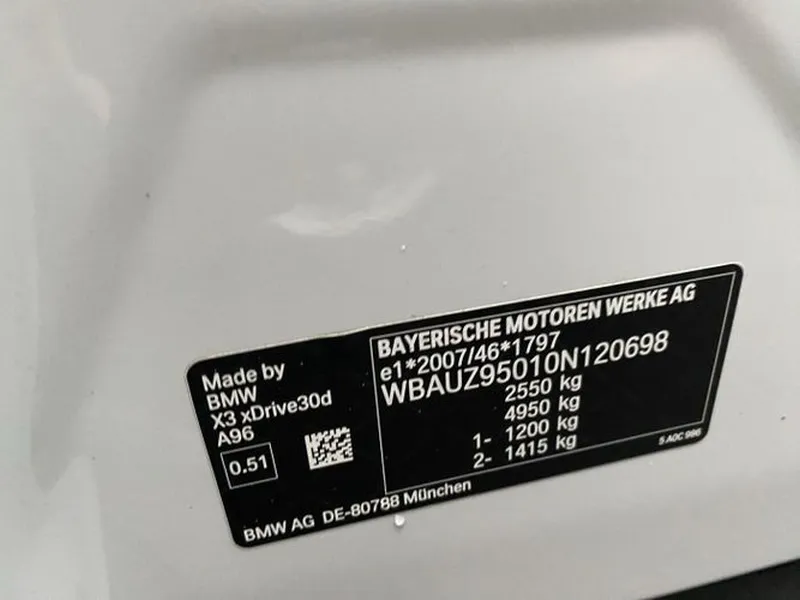 Made by
BMW
X3 xDrive30d
A96
0.51
BAYERISCHE MOTOREN WERKE AG
e1*2007/46*1797
WBAUZ95010N120698
2550 kg
4950 kg
1- 1200 kg
2- 1415 kg
5 A0C 996
BMW AG DE-80788 München